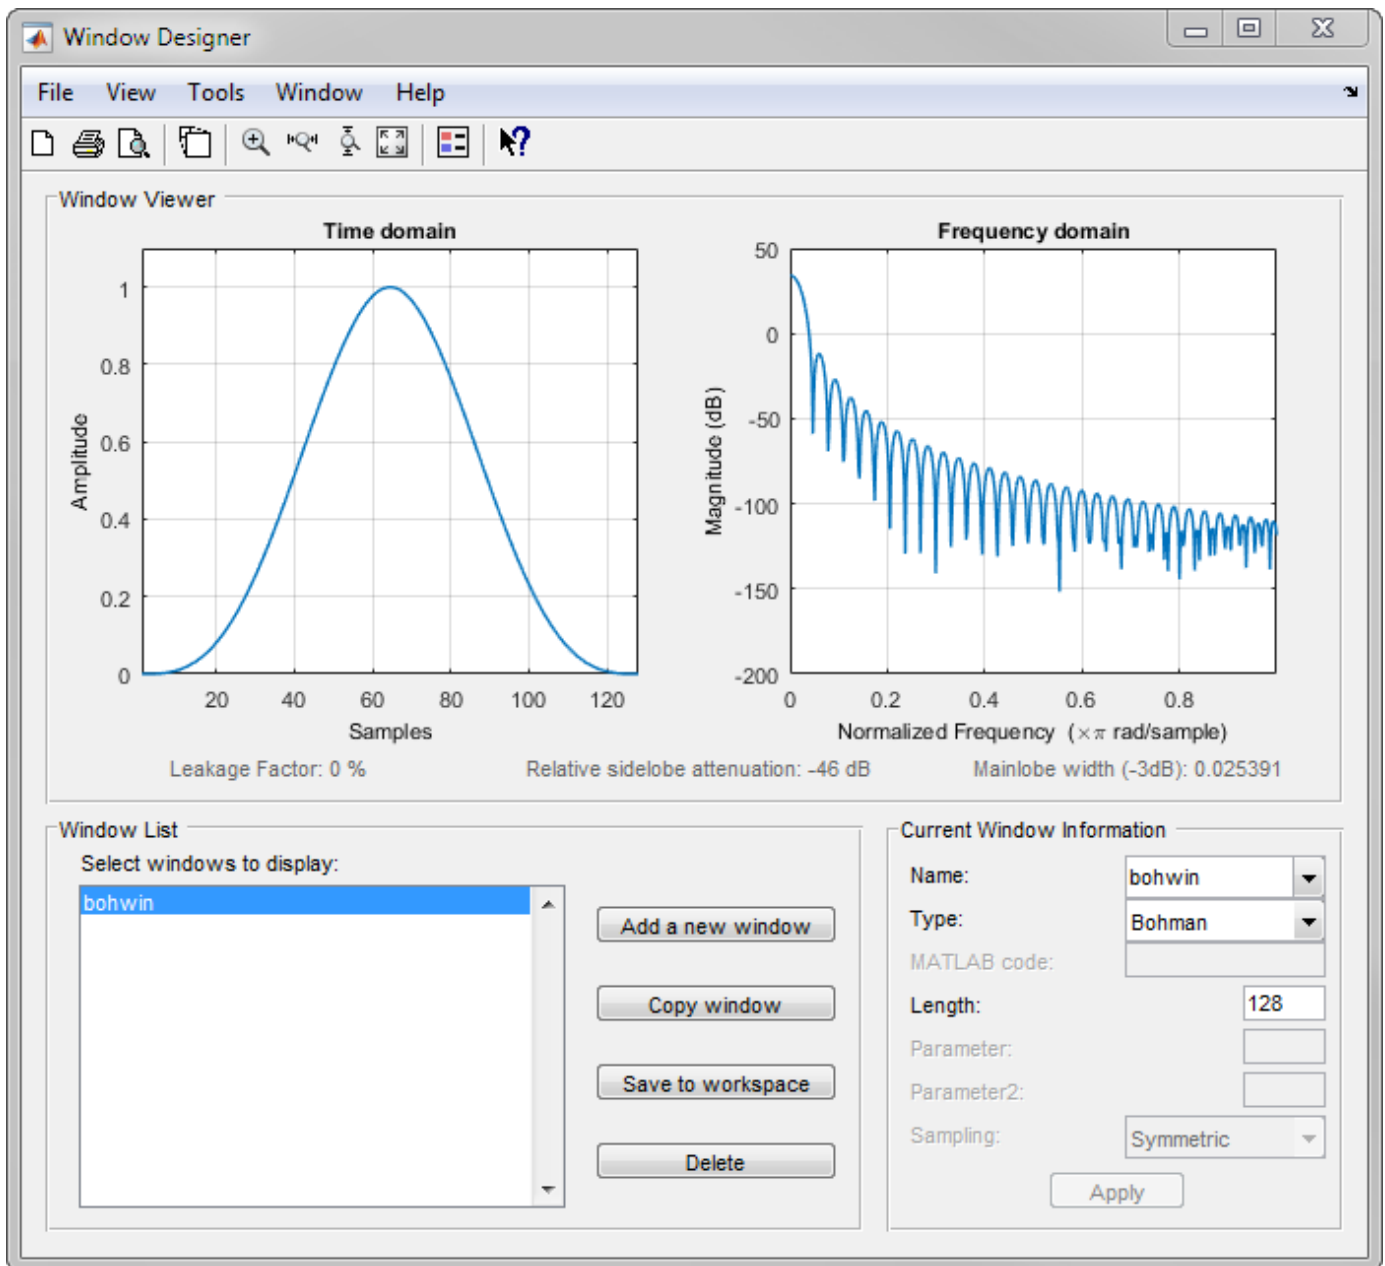 Window Designer
File View Tools Window Help
Window Viewer
Time domain
Frequency domain
1
0.8
0.6
0.4
0.2
0
Amplitude
20 40 60 80 100 120
Samples
50
0
-50
-100
-150
-200
Magnitude (dB)
0 0.2 0.4 0.6 0.8
Normalized Frequency (×π rad/sample)
Leakage Factor: 0 % Relative sidelobe attenuation: -46 dB Mainlobe width (-3dB): 0.025391
Window List
Select windows to display:
bohwin
Add a new window
Copy window
Save to workspace
Delete
Current Window Information
Name: bohwin
Type: Bohman
MATLAB code:
Length: 128
Parameter:
Parameter2:
Sampling: Symmetric
Apply